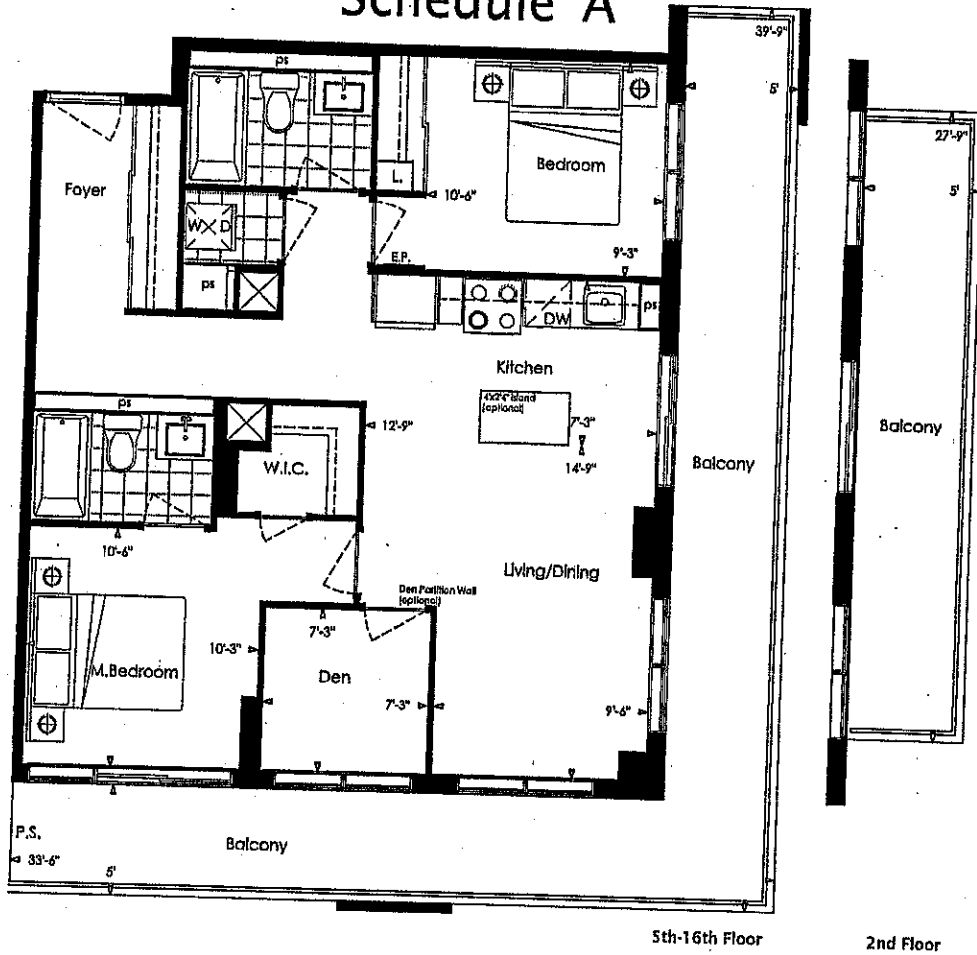 Schedule A
39'-9"
5'
27'-9"
5'
ps
Foyer
L.
Bedroom
10'-6"
W D
9'-3"
E.P.
ps
DW
ps
Kitchen
4'x2'4" island
(optional)
7'-3"
14'-9"
ps
12'-9"
W.I.C.
Balcony
Balcony
10'-6"
Living/Dining
Den Partition Wall
(optional)
7'-3"
10'-3"
M.Bedroom
Den
7'-3"
9'-6"
P.S.
33'-6"
5'
Balcony
5th-16th Floor
2nd Floor